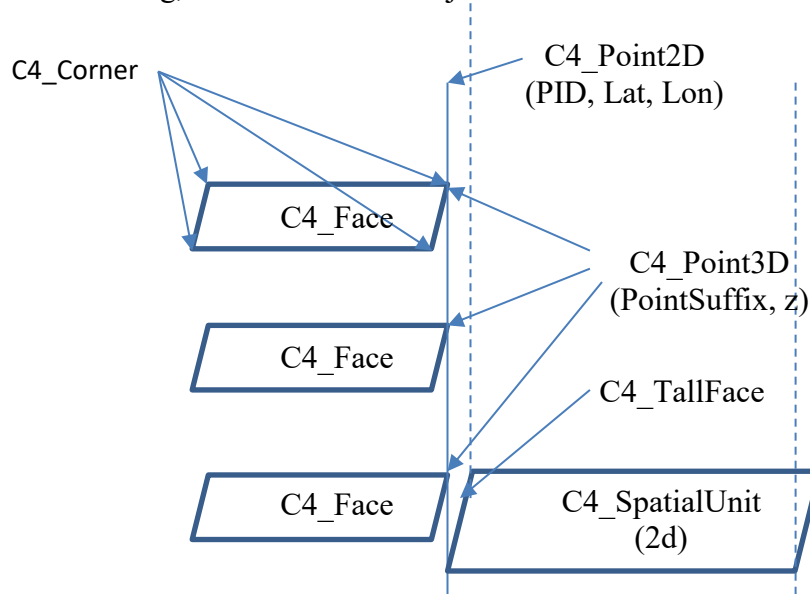 C4_Point2D
(PID, Lat, Lon)
C4_Corner
C4_Face
C4_Point3D
(PointSuffix, z)
C4_Face
C4_TallFace
C4_Face
C4_SpatialUnit
(2d)